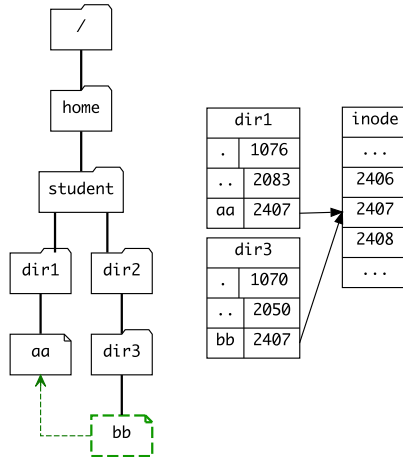 /
home
student
dir1 dir2
aa dir3
bb
dir1
. 1076
.. 2083
aa 2407
dir3
. 1070
.. 2050
bb 2407
inode
...
2406
2407
2408
...